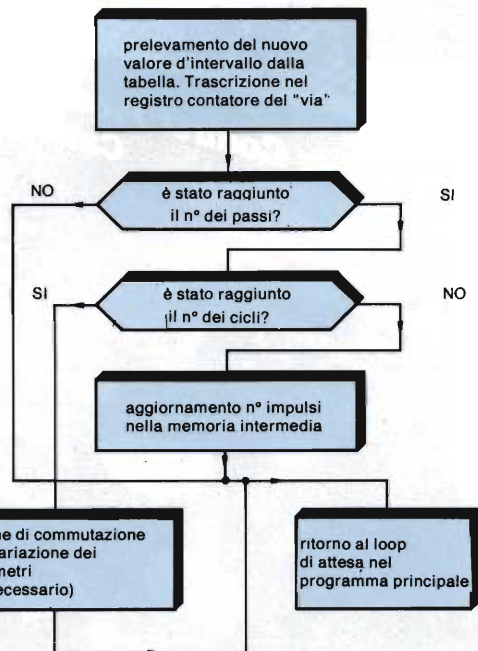 prelevamento del nuovo
valore d'intervallo dalla
tabella. Trascrizione nel
registro contatore del "via"
NO
è stato raggiunto
il n° dei passi?
SI
SI
è stato raggiunto
il n° dei cicli?
NO
aggiornamento n° impulsi
nella memoria intermedia
di commutazione
dei
ritorno al loop
di attesa nel
programma principale